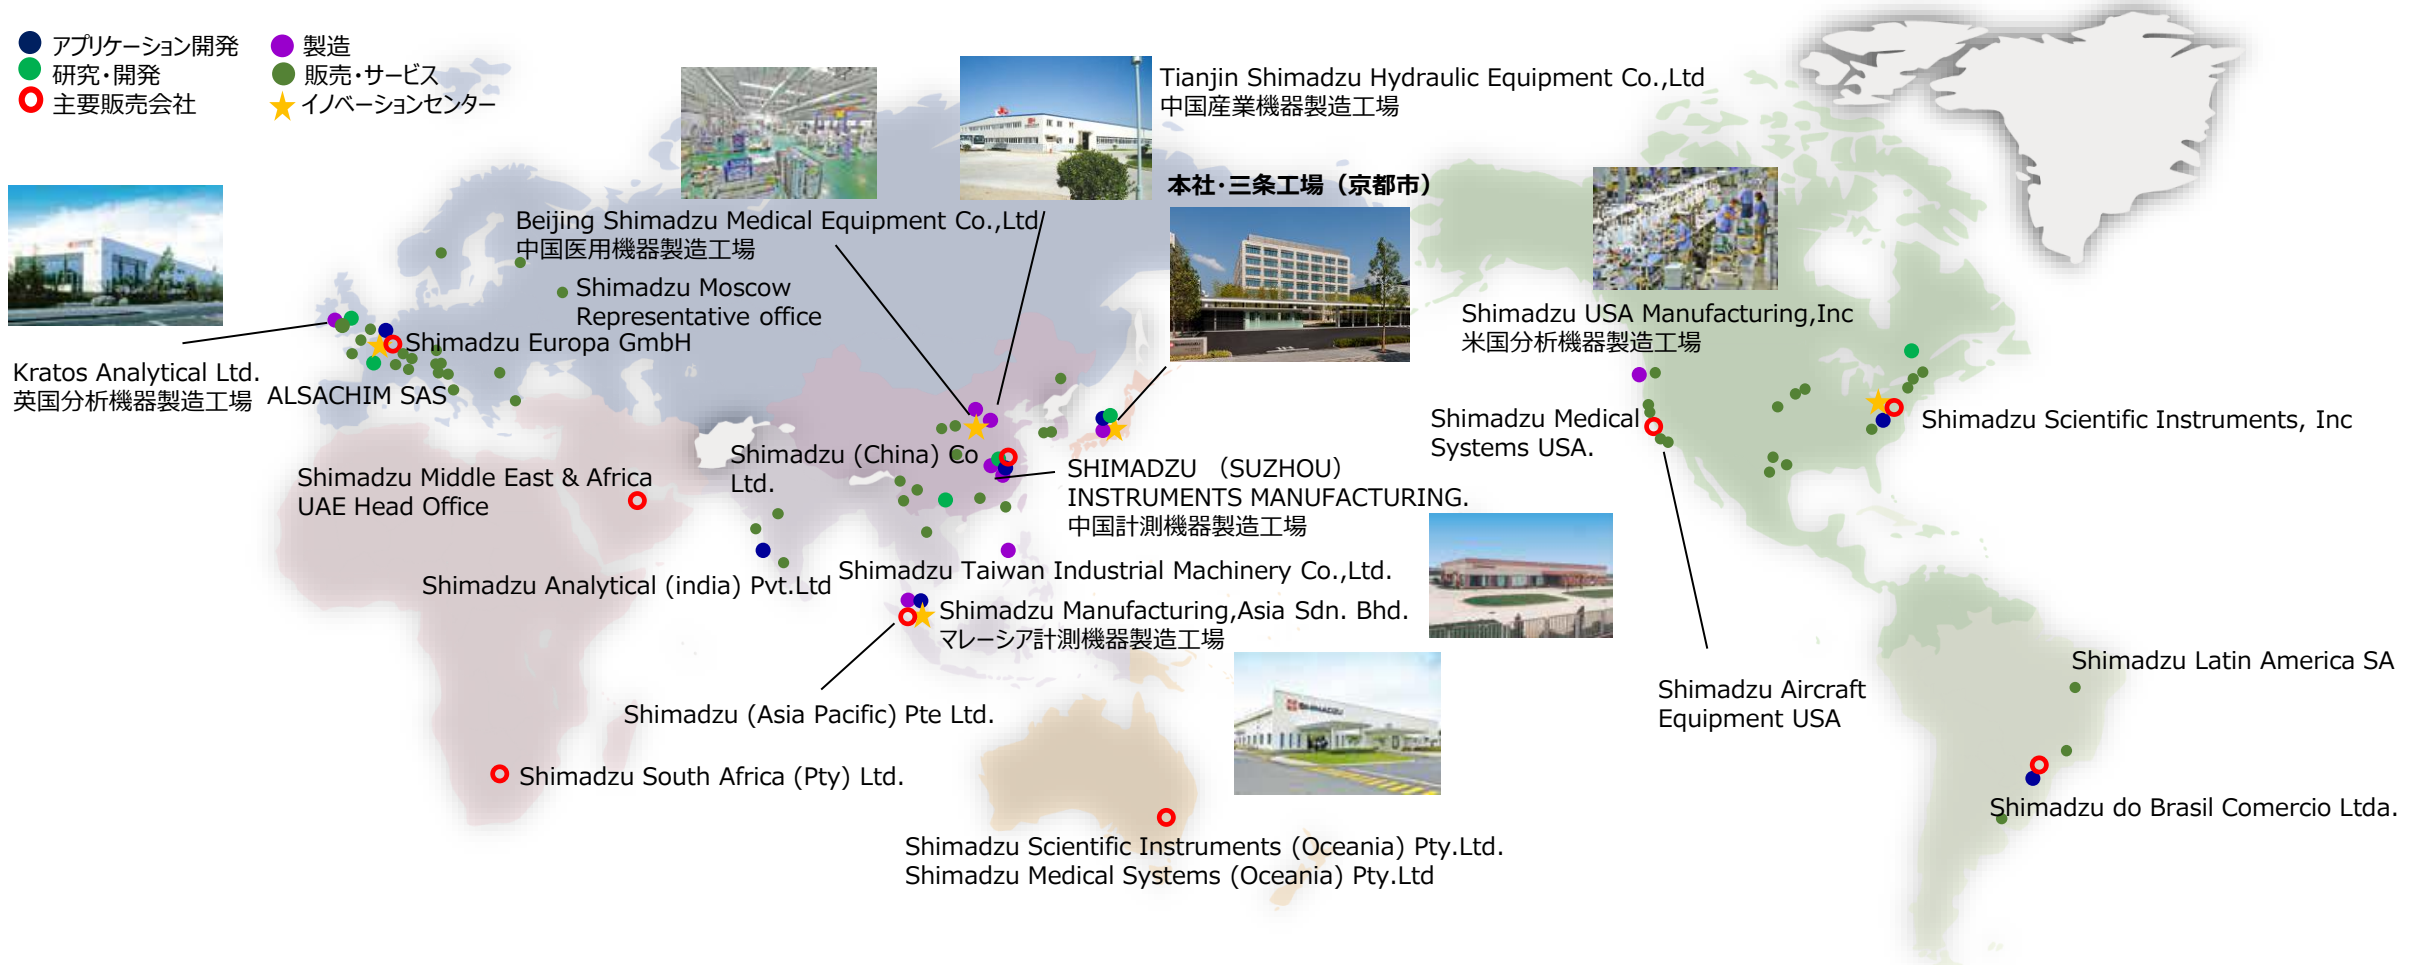 アプリケーション開発
製造
研究・開発
販売・サービス
主要販売会社
イノベーションセンター
Tianjin Shimadzu Hydraulic Equipment Co.,Ltd
中国産業機器製造工場
本社・三条工場（京都市）
Beijing Shimadzu Medical Equipment Co.,Ltd
中国医用機器製造工場
Shimadzu Moscow
Representative office
Shimadzu USA Manufacturing,Inc
米国分析機器製造工場
Shimadzu Europa GmbH
Kratos Analytical Ltd.
英国分析機器製造工場
ALSACHIM SAS
Shimadzu Medical
Systems USA.
Shimadzu Scientific Instruments, Inc
Shimadzu (China) Co
Ltd.
SHIMADZU （SUZHOU）
INSTRUMENTS MANUFACTURING.
中国計測機器製造工場
Shimadzu Middle East & Africa
UAE Head Office
Shimadzu Analytical (india) Pvt.Ltd
Shimadzu Taiwan Industrial Machinery Co.,Ltd.
Shimadzu Manufacturing,Asia Sdn. Bhd.
マレーシア計測機器製造工場
Shimadzu (Asia Pacific) Pte Ltd.
Shimadzu Aircraft
Equipment USA
Shimadzu Latin America SA
SHIMADZU
Shimadzu South Africa (Pty) Ltd.
Shimadzu do Brasil Comercio Ltda.
Shimadzu Scientific Instruments (Oceania) Pty.Ltd.
Shimadzu Medical Systems (Oceania) Pty.Ltd